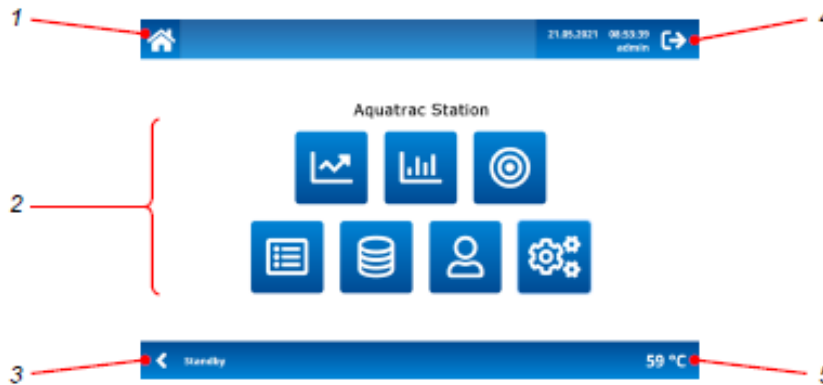 1
4
21.05.2021 08:53:39
admin
Aquatrac Station
2
3
Standby
59 °C
5